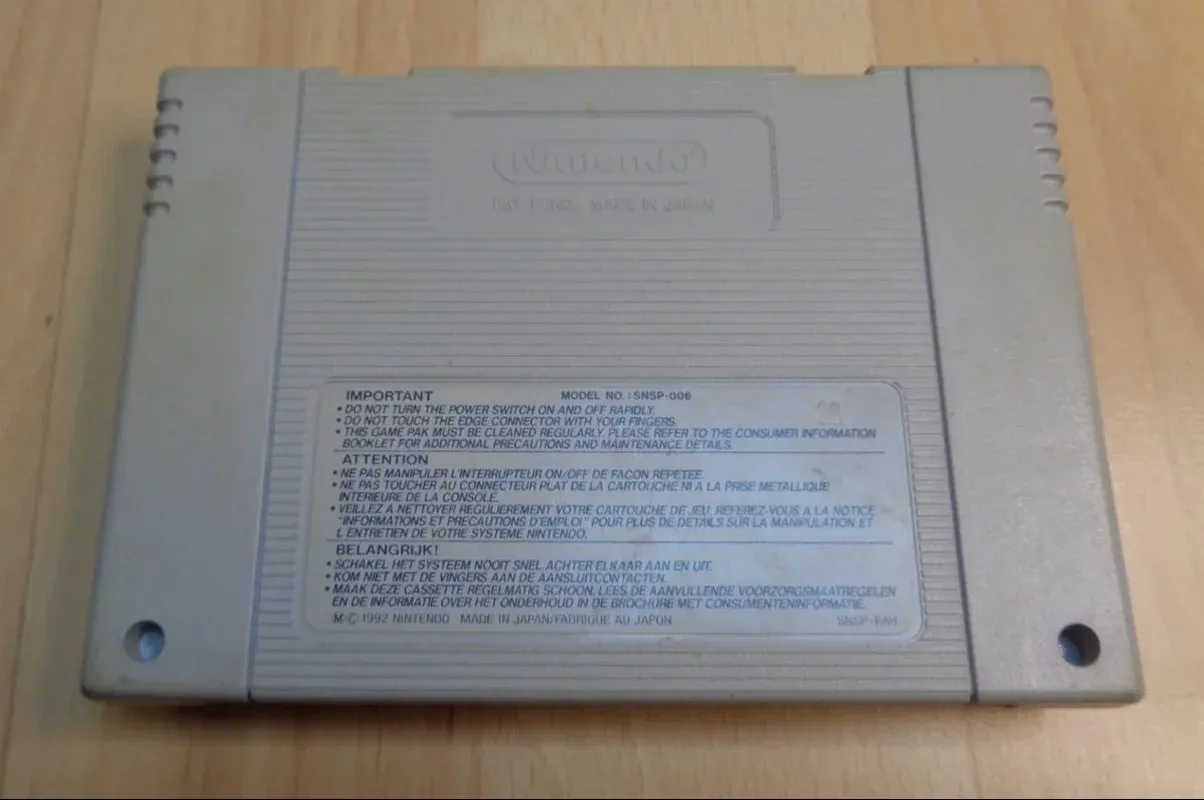 Nintendo
MADE IN JAPAN
IMPORTANT MODEL NO.: SNSP-006
• DO NOT TURN THE POWER SWITCH ON AND OFF RAPIDLY.
• DO NOT TOUCH THE EDGE CONNECTOR WITH YOUR FINGERS.
• THIS GAME PAK MUST BE CLEANED REGULARLY. PLEASE REFER TO THE CONSUMER INFORMATION
BOOKLET FOR ADDITIONAL PRECAUTIONS AND MAINTENANCE DETAILS.
ATTENTION
• NE PAS MANIPULER L'INTERRUPTEUR ON/OFF DE FACON REPETEE.
• NE PAS TOUCHER AU CONNECTEUR PLAT DE LA CARTOUCHE NI A LA PRISE METALLIQUE
INTERIEURE DE LA CONSOLE.
• VEILLEZ A NETTOYER REGULIEREMENT VOTRE CARTOUCHE DE JEU. REFEREZ-VOUS A LA NOTICE
"INFORMATIONS ET PRECAUTIONS D'EMPLOI" POUR PLUS DE DETAILS SUR LA MANIPULATION ET
L'ENTRETIEN DE VOTRE SYSTEME NINTENDO.
BELANGRIJK!
• SCHAKEL HET SYSTEEM NOOIT SNEL ACHTER ELKAAR AAN EN UIT.
• KOM NIET MET DE VINGERS AAN DE AANSLUITCONTACTEN.
• MAAK DEZE CASSETTE REGELMATIG SCHOON. LEES DE AANVULLENDE VOORZORGSMAATREGELEN
EN DE INFORMATIE OVER HET ONDERHOUD IN DE BROCHURE MET CONSUMENTENINFORMATIE.
Ⓜ © 1992 NINTENDO MADE IN JAPAN/FABRIQUE AU JAPON SNSP-FAH